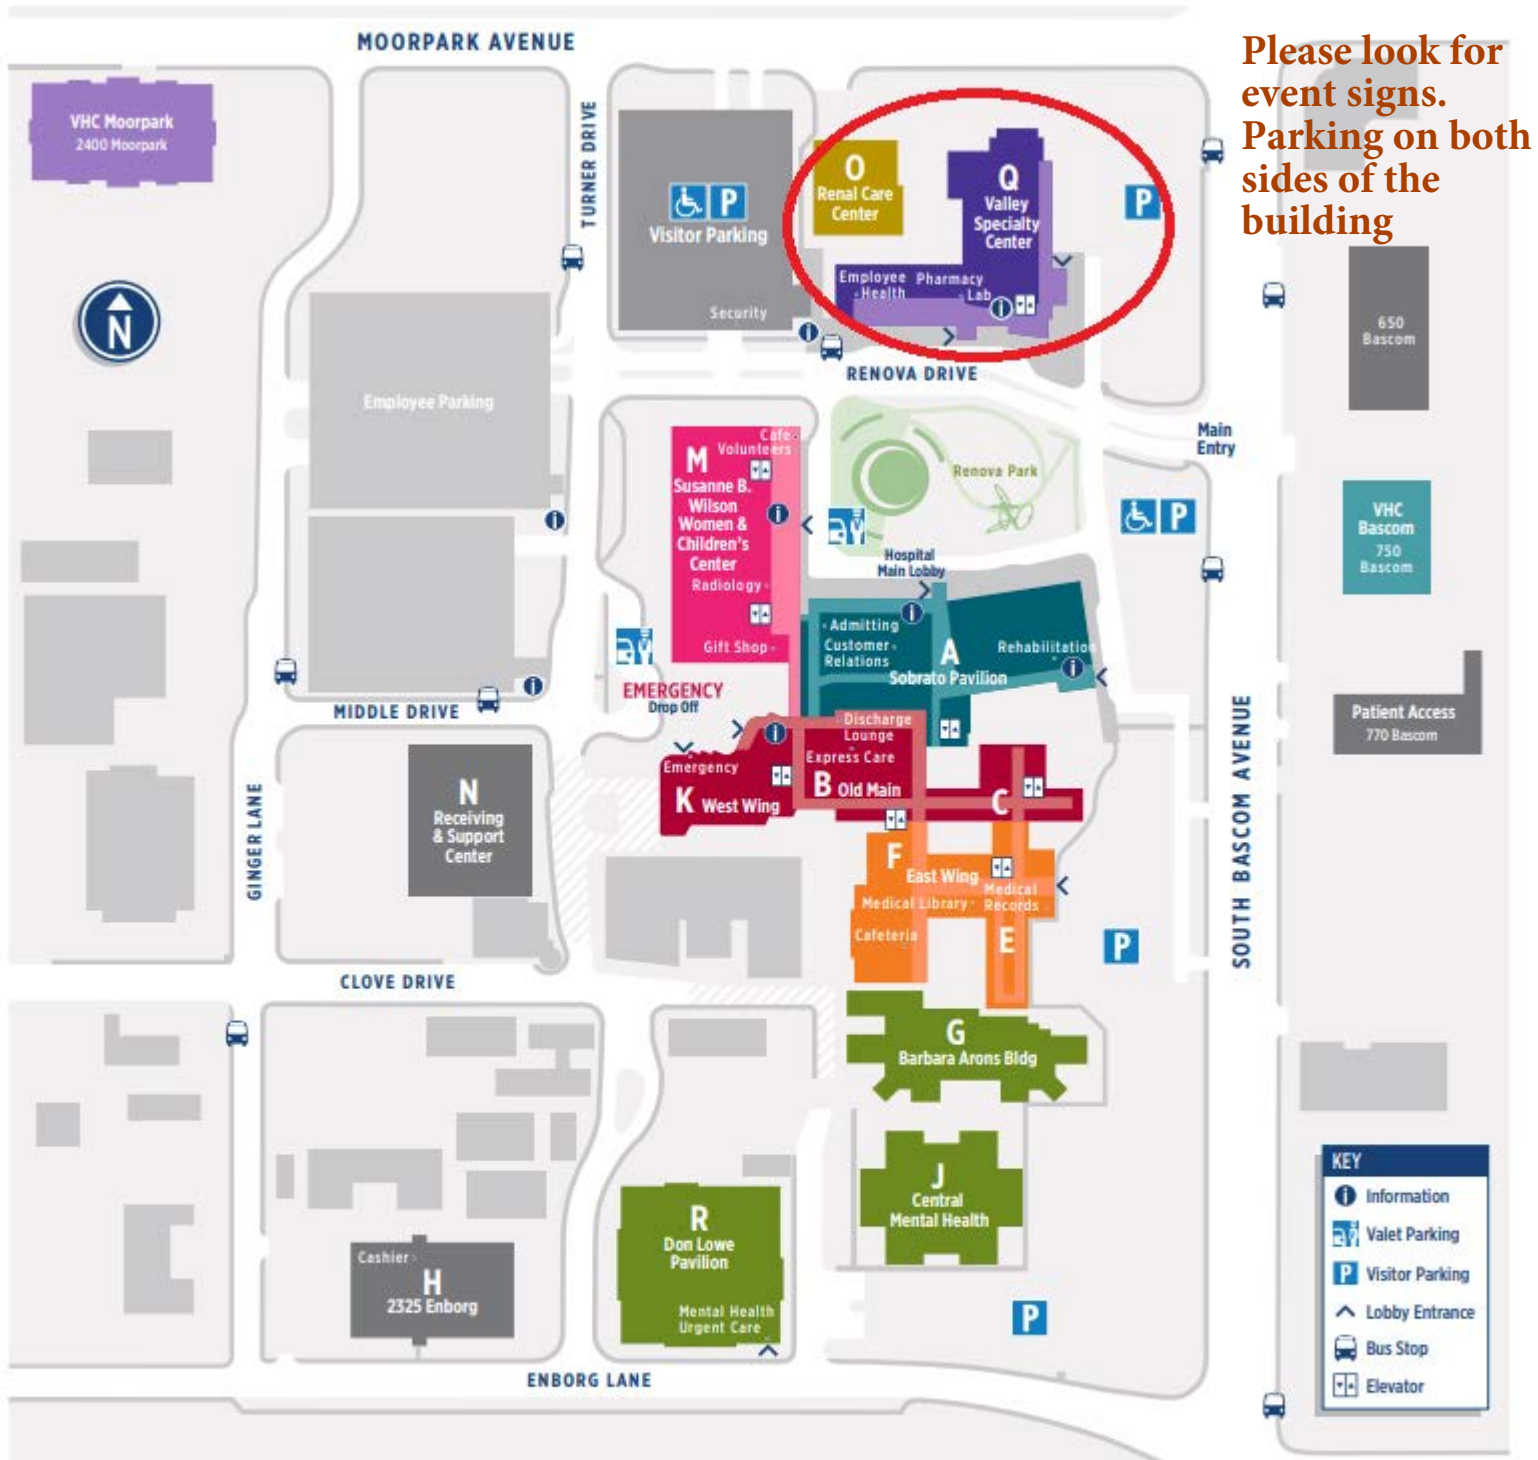 MOORPARK AVENUE
Please look for
event signs.
Parking on both
sides of the
building
VHC Moorpark
2400 Moorpark
TURNER DRIVE
P
Visitor Parking
Security
O
Renal Care
Center
Q
Valley
Specialty
Center
P
Employee
Health
Pharmacy
Lab
i
i
N
RENOVA DRIVE
650
Bascom
Employee Parking
Main
Entry
Cafe
Volunteers
M
Susanne B.
Wilson
Women &
Children's
Center
Radiology
Gift Shop
i
i
Renova Park
P
VHC
Bascom
750
Bascom
Hospital
Main Lobby
i
Admitting
Customer
Relations
A
Sobrato Pavilion
Rehabilitation
i
i
EMERGENCY
Drop Off
MIDDLE DRIVE
i
Discharge
Lounge
Express Care
B Old Main
Emergency
K West Wing
C
SOUTH BASCOM AVENUE
Patient Access
770 Bascom
GINGER LANE
N
Receiving
& Support
Center
F
East Wing
Medical
Records
Medical Library
Cafeteria
E
P
CLOVE DRIVE
G
Barbara Arons Bldg
J
Central
Mental Health
R
Don Lowe
Pavilion
Mental Health
Urgent Care
Cashier
H
2325 Enborg
P
ENBORG LANE
KEY
i Information
Valet Parking
P Visitor Parking
Lobby Entrance
Bus Stop
Elevator